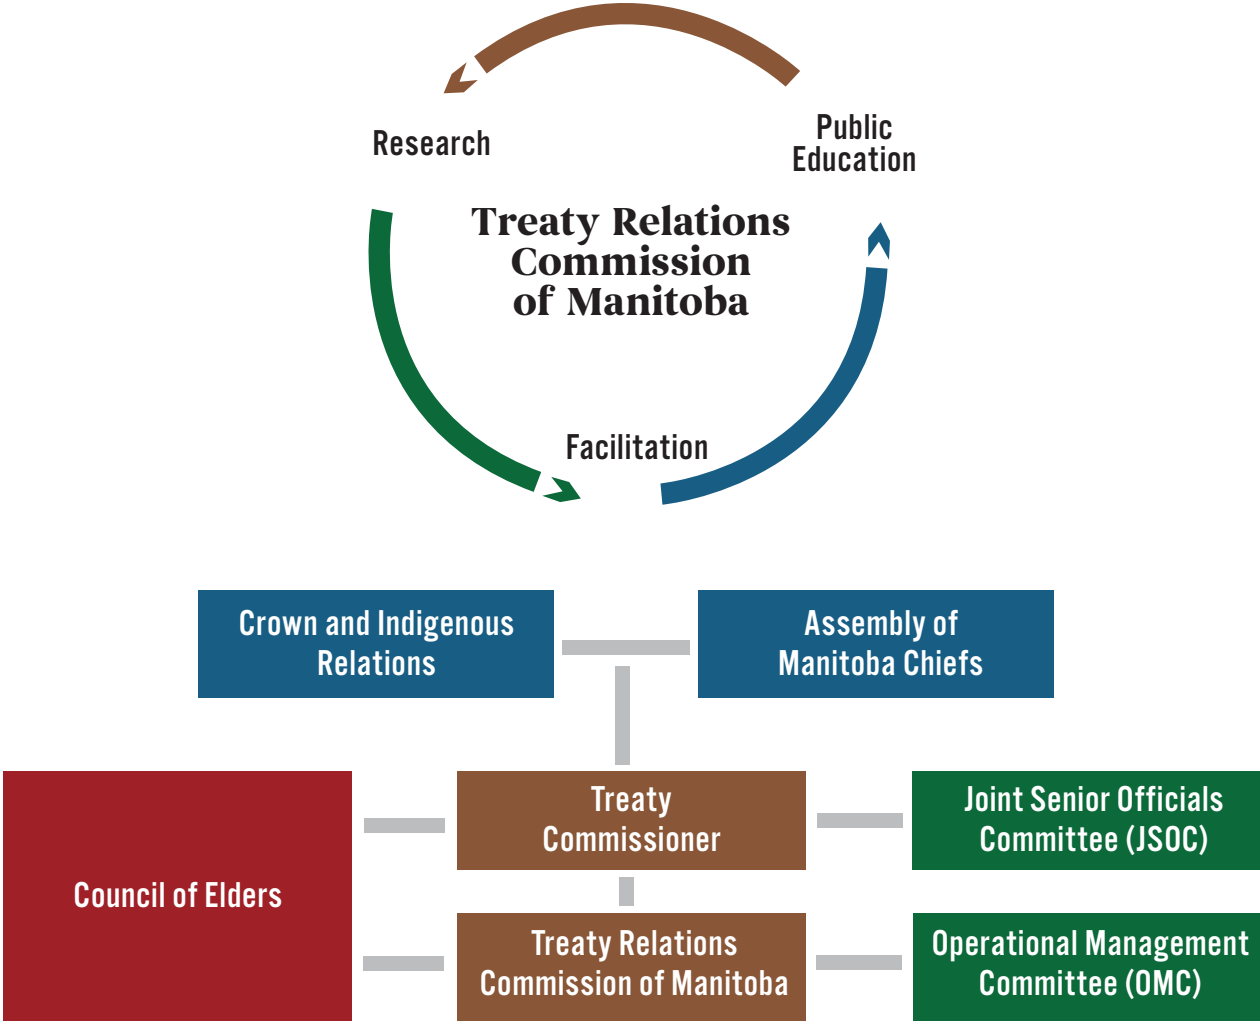 Research
Public
Education
Treaty Relations
Commission
of Manitoba
Facilitation
Crown and Indigenous
Relations
Assembly of
Manitoba Chiefs
Council of Elders
Treaty
Commissioner
Joint Senior Officials
Committee (JSOC)
Treaty Relations
Commission of Manitoba
Operational Management
Committee (OMC)